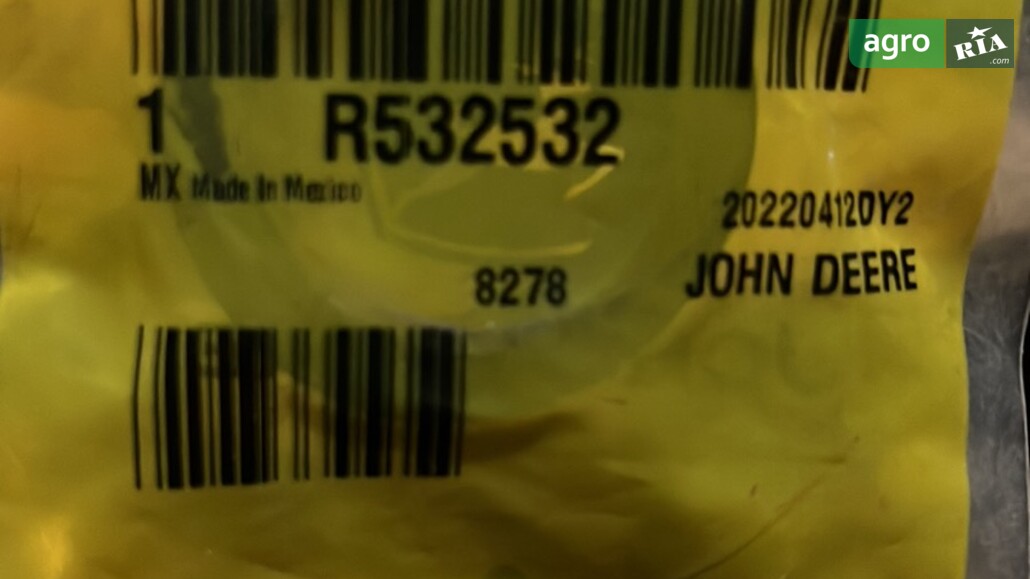 agro
RIA
.com
1 R532532
MX Made In Mexico
20220412DY2
8278
JOHN DEERE